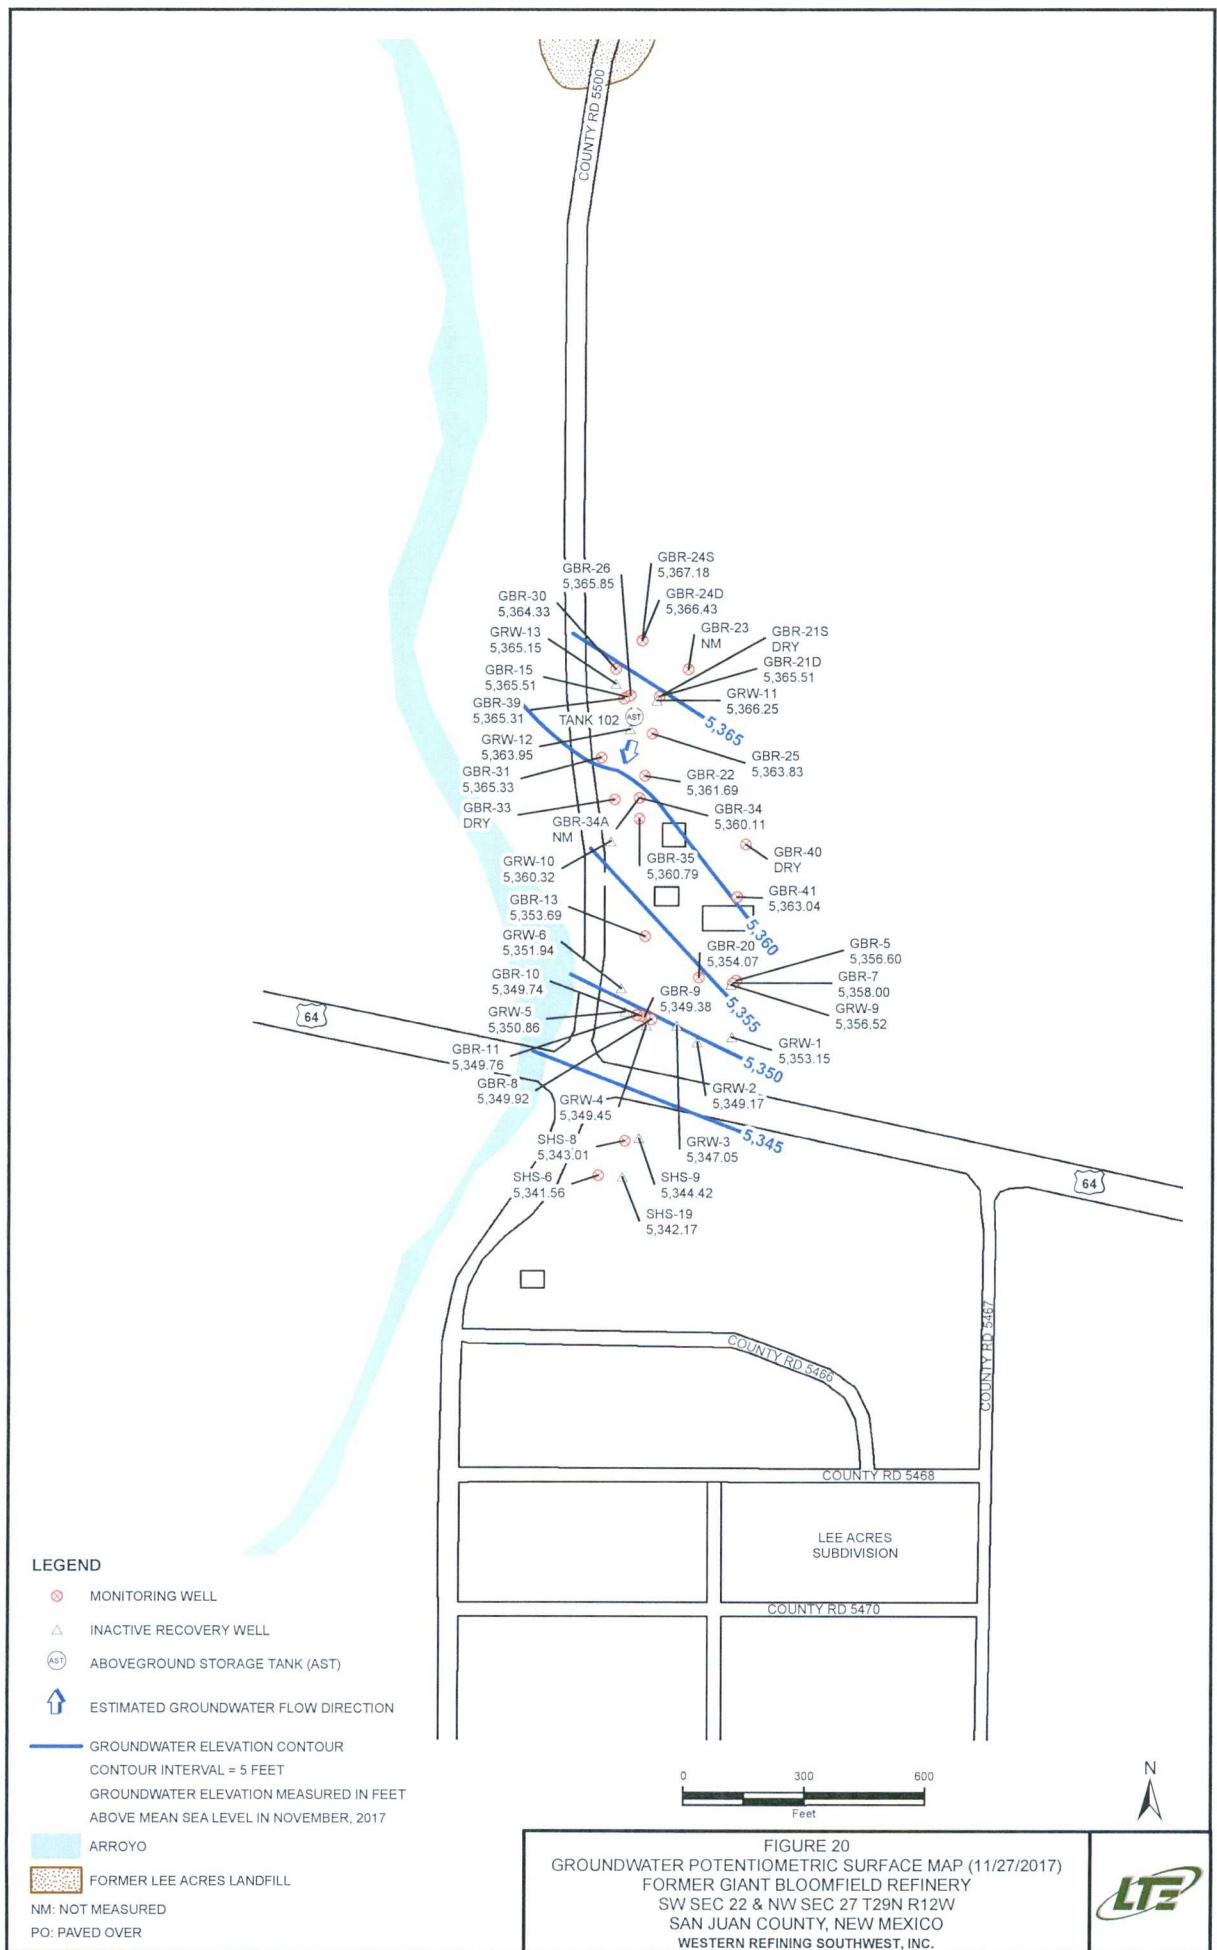 COUNTY RD 5500
GBR-24S
5,367.18
GBR-26
5,365.85
GBR-24D
5,366.43
GBR-30
5,364.33
GBR-23
NM
GBR-21S
DRY
GRW-13
5,365.15
GBR-21D
5,365.51
GBR-15
5,365.51
GRW-11
5,366.25
GBR-39
5,365.31
TANK 102
AST
5,365
GRW-12
5,363.95
GBR-25
5,363.83
GBR-31
5,365.33
GBR-22
5,361.69
GBR-33
DRY
GBR-34A
NM
GBR-34
5,360.11
GBR-40
DRY
GRW-10
5,360.32
GBR-35
5,360.79
GBR-41
5,363.04
GBR-13
5,353.69
5,360
GRW-6
5,351.94
GBR-20
5,354.07
GBR-5
5,356.60
GBR-10
5,349.74
GBR-7
5,358.00
GBR-9
5,349.38
5,355
GRW-9
5,356.52
64
GRW-5
5,350.86
GRW-1
5,353.15
GBR-11
5,349.76
5,350
GBR-8
5,349.92
GRW-2
5,349.17
GRW-4
5,349.45
SHS-8
5,343.01
5,345
GRW-3
5,347.05
SHS-6
5,341.56
SHS-9
5,344.42
64
SHS-19
5,342.17
COUNTY RD 5467
COUNTY RD 5466
COUNTY RD 5468
LEE ACRES
SUBDIVISION
COUNTY RD 5470
LEGEND
MONITORING WELL
INACTIVE RECOVERY WELL
AST
ABOVEGROUND STORAGE TANK (AST)
ESTIMATED GROUNDWATER FLOW DIRECTION
GROUNDWATER ELEVATION CONTOUR
CONTOUR INTERVAL = 5 FEET
GROUNDWATER ELEVATION MEASURED IN FEET
ABOVE MEAN SEA LEVEL IN NOVEMBER, 2017
ARROYO
FORMER LEE ACRES LANDFILL
NM: NOT MEASURED
PO: PAVED OVER
0 300 600
Feet
N
FIGURE 20
GROUNDWATER POTENTIOMETRIC SURFACE MAP (11/27/2017)
FORMER GIANT BLOOMFIELD REFINERY
SW SEC 22 & NW SEC 27 T29N R12W
SAN JUAN COUNTY, NEW MEXICO
WESTERN REFINING SOUTHWEST, INC.
LTE